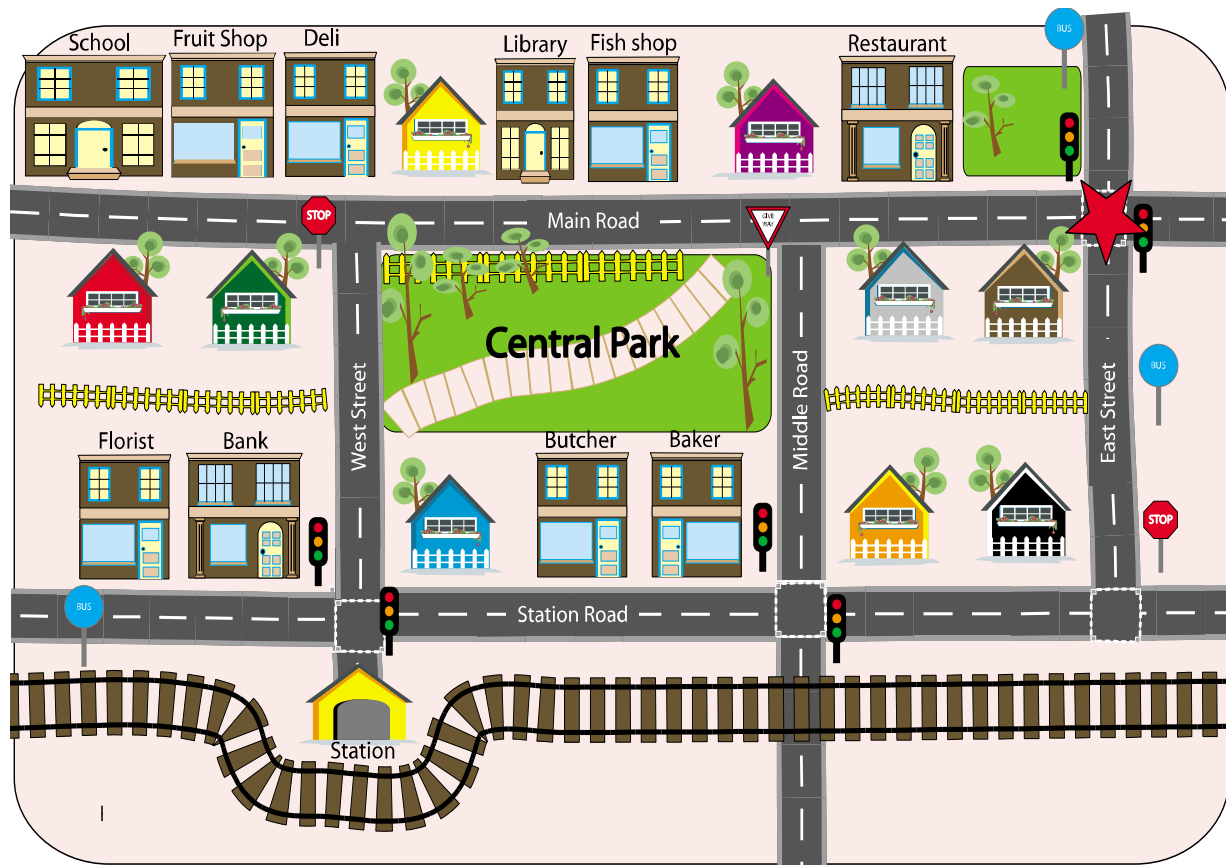 School
Fruit Shop
Deli
Library
Fish shop
Restaurant
BUS
STOP
Main Road
GIVE
WAY
Central Park
West Street
Middle Road
East Street
BUS
Florist
Bank
Butcher
Baker
STOP
BUS
Station Road
Station